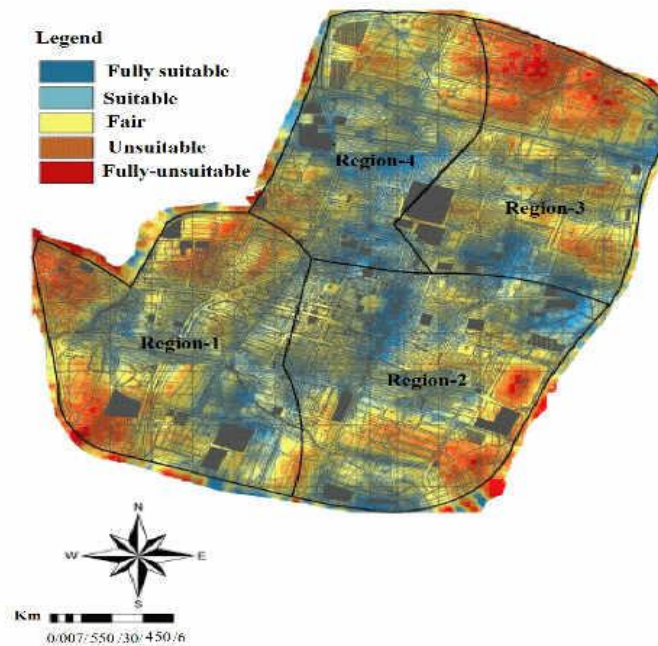 Legend
Fully suitable
Suitable
Fair
Unsuitable
Fully-unsuitable
Region-4
Region-3
Region-1
Region-2
N
W E
S
Km
0/007/550/30/450/6